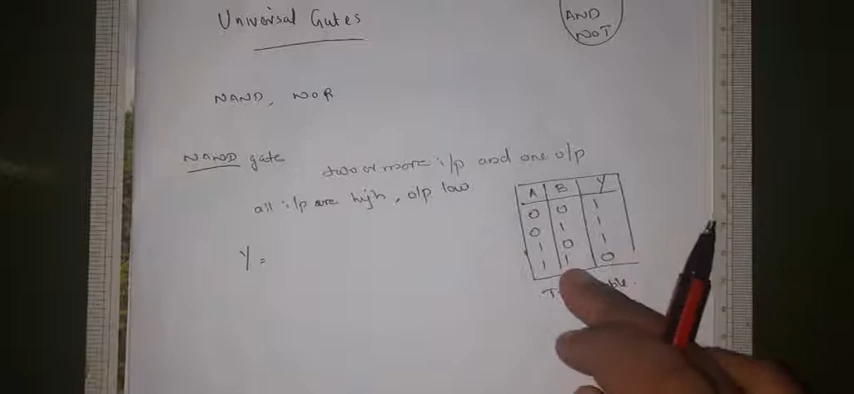 Universal Gates
AND
NOT
NAND, NOR
NAND gate
two or more i/p and one o/p
all i/p are high, o/p low
Y =
A B Y
0 0 1
0 1 1
1 0 1
1 1 0